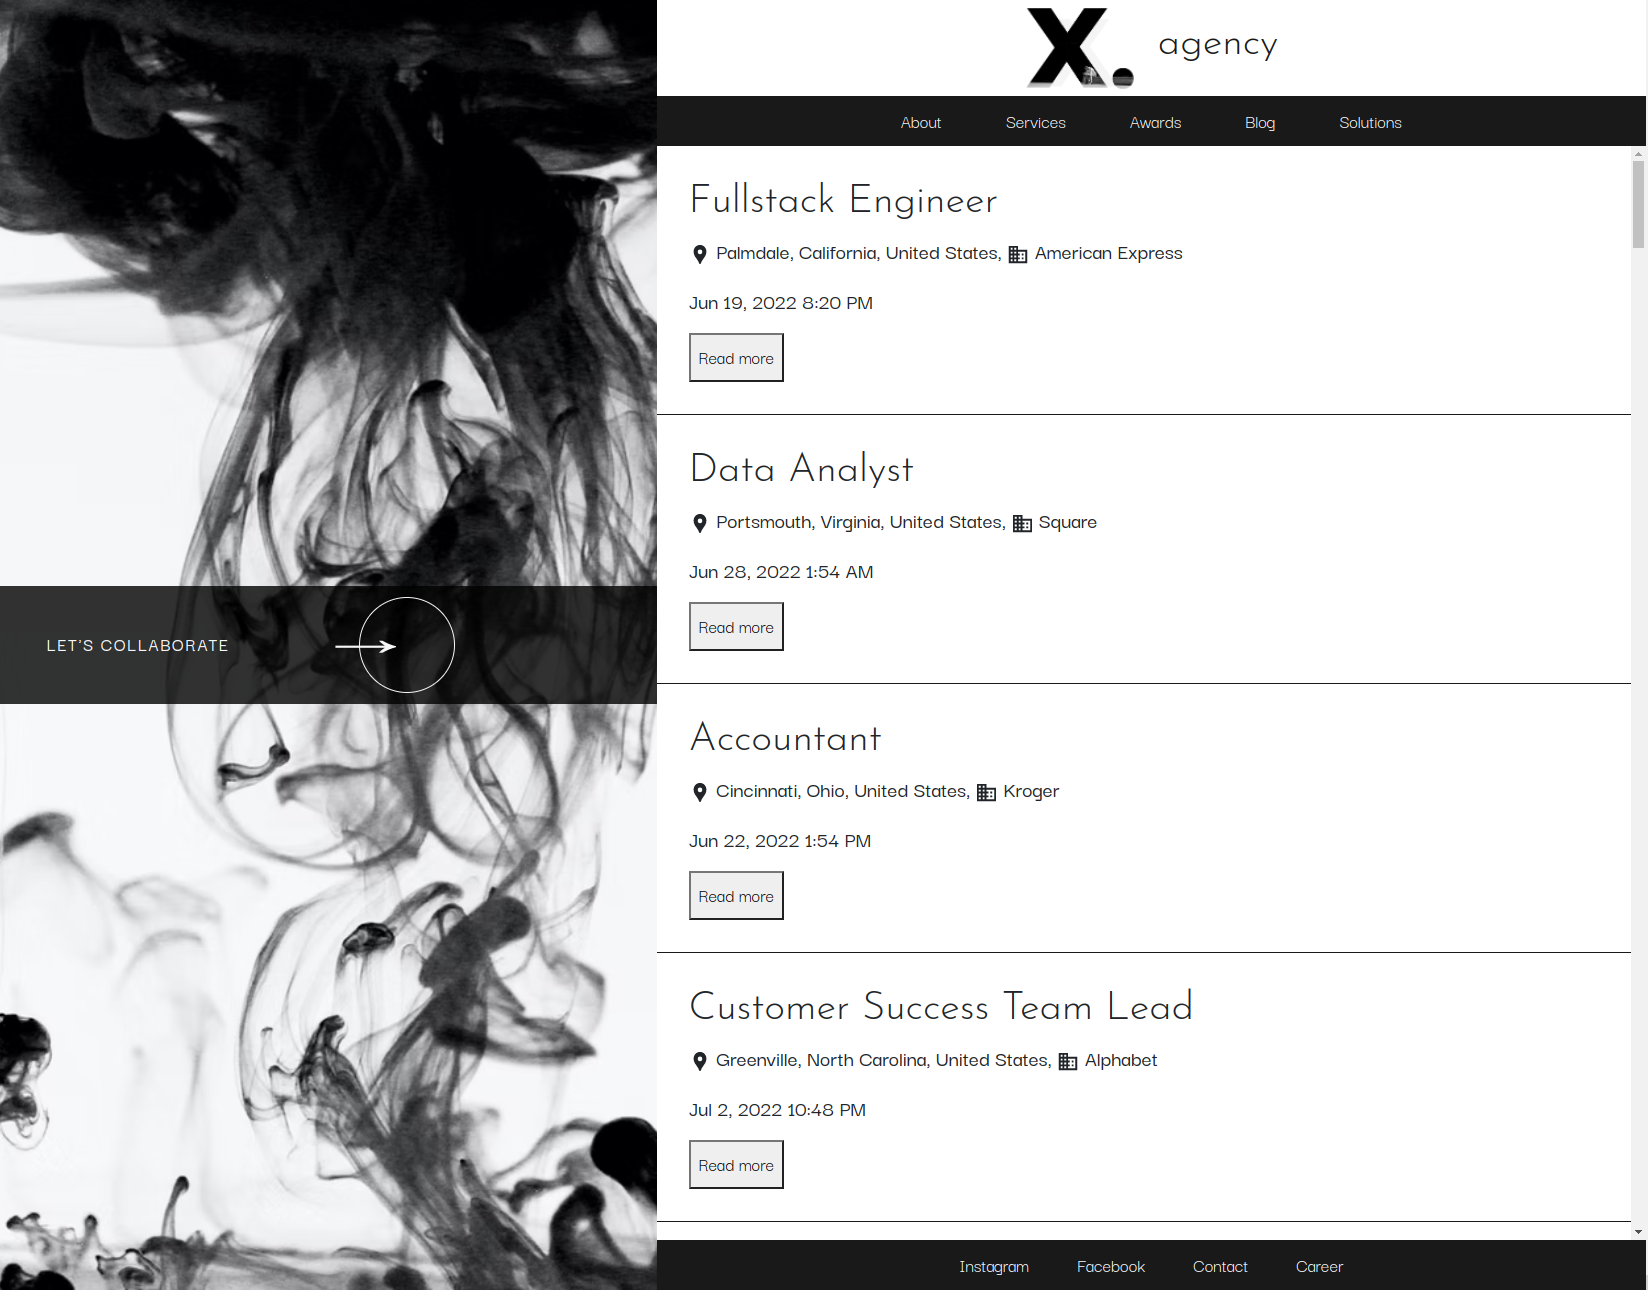 X. agency
About Services Awards Blog Solutions
Fullstack Engineer
Palmdale, California, United States, American Express
Jun 19, 2022 8:20 PM
Read more
Data Analyst
Portsmouth, Virginia, United States, Square
Jun 28, 2022 1:54 AM
Read more
LET'S COLLABORATE
Accountant
Cincinnati, Ohio, United States, Kroger
Jun 22, 2022 1:54 PM
Read more
Customer Success Team Lead
Greenville, North Carolina, United States, Alphabet
Jul 2, 2022 10:48 PM
Read more
Instagram Facebook Contact Career